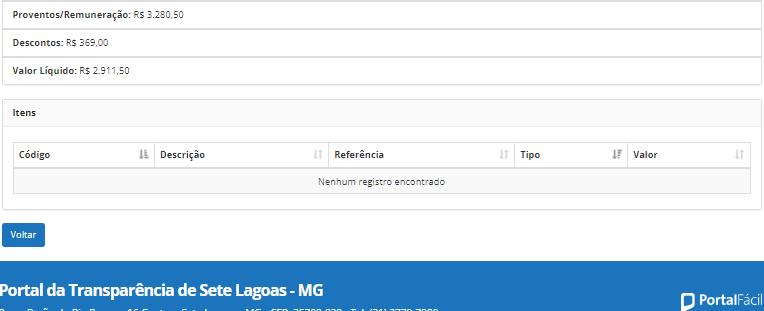 Proventos/Remuneração: R$ 3.280,50
Descontos: R$ 369,00
Valor Líquido: R$ 2.911,50
Itens
Código Descrição Referência Tipo Valor
Nenhum registro encontrado
Voltar
Portal da Transparência de Sete Lagoas - MG
PortalFácil